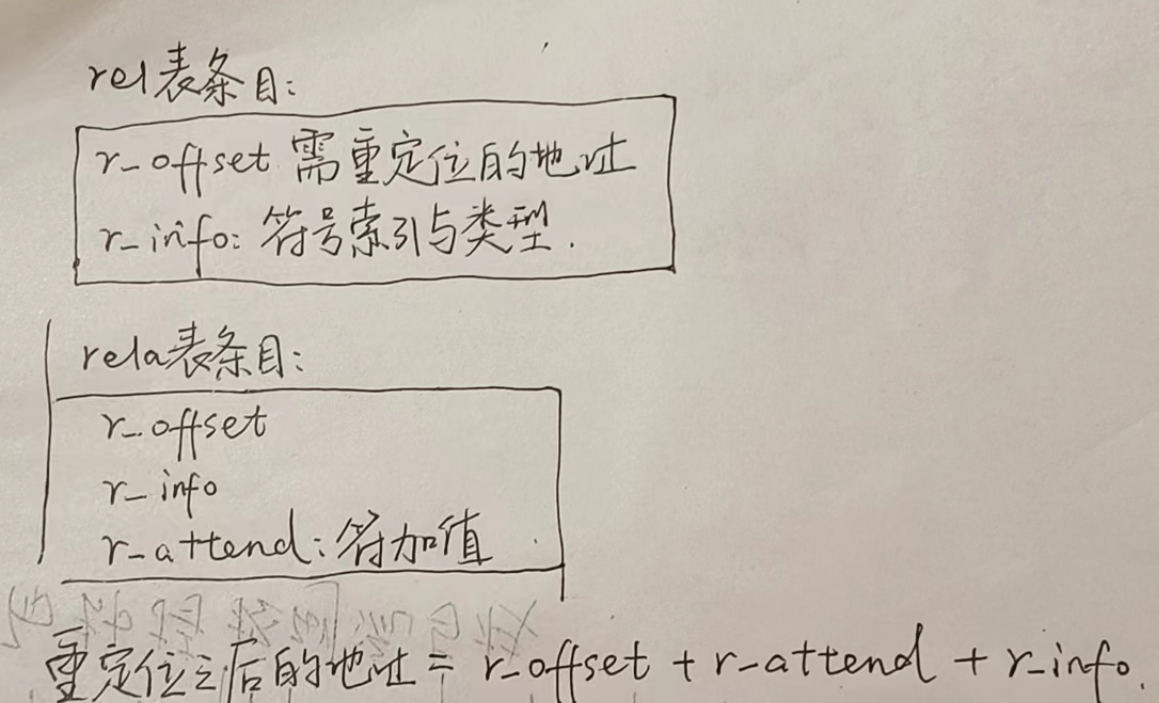 rel表条目:
r_offset 需重定位的地址
r_info: 符号索引与类型.
rela表条目:
r_offset
r_info
r_attend: 符加值
重定位之后的地址 = r_offset + r_attend + r_info.